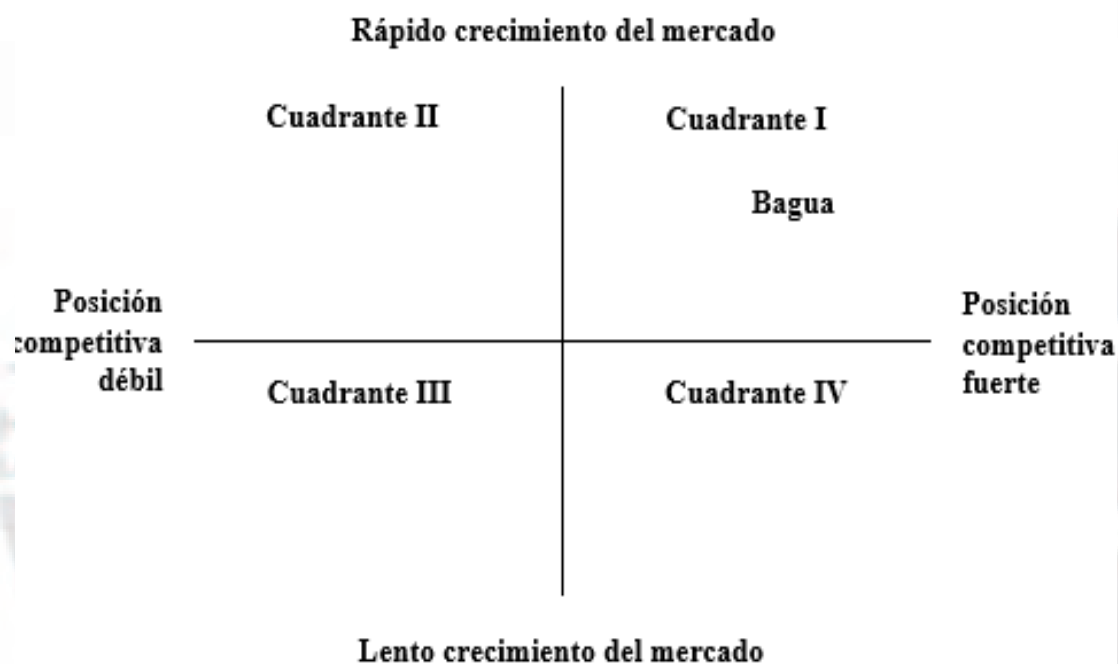 Rápido crecimiento del mercado
Cuadrante II
Cuadrante I
Bagua
Posición
competitiva
débil
Posición
competitiva
fuerte
Cuadrante III
Cuadrante IV
Lento crecimiento del mercado